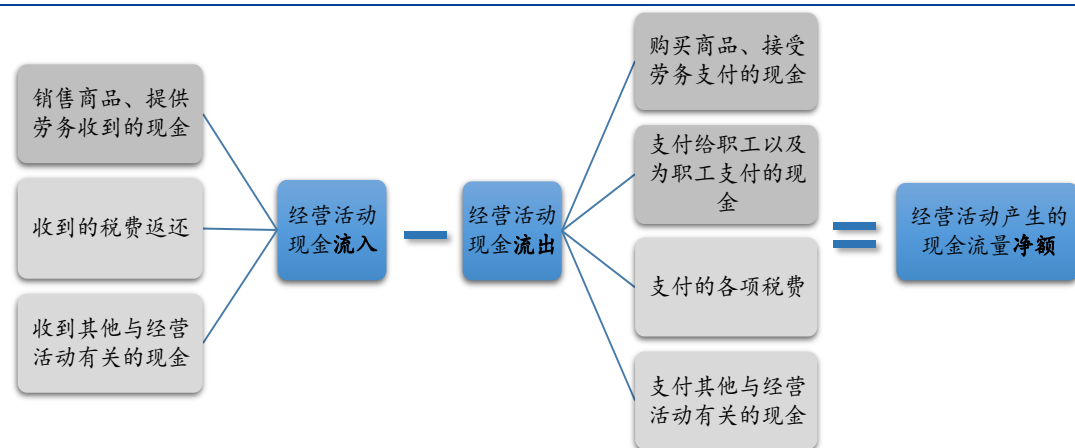 销售商品、提供
劳务收到的现金
收到的税费返还
收到其他与经营
活动有关的现金
经营活动
现金流入
经营活动
现金流出
购买商品、接受
劳务支付的现金
支付给职工以及
为职工支付的现
金
支付的各项税费
支付其他与经营
活动有关的现金
经营活动产生的
现金流量净额